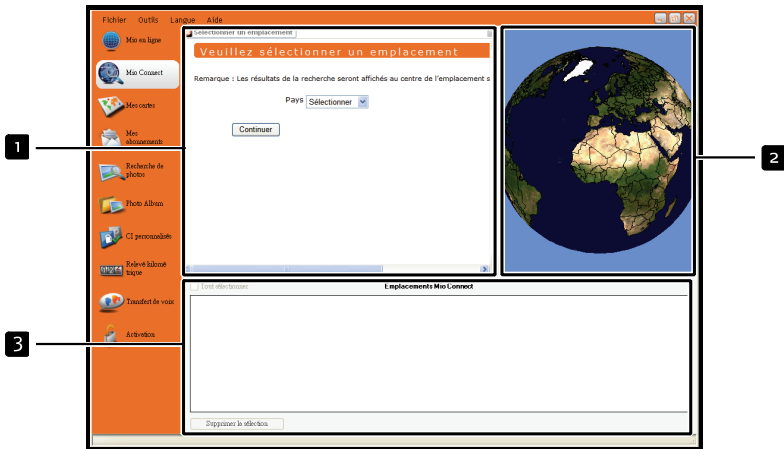 Fichier Outils Langue Aide
Mio en ligne
Mio Connect
Mes cartes
Mes
abonnements
Recherche de
photos
Photo Album
CI personnalisés
Relevé kilomé
trique
Transfert de voix
Activation
Sélectionner un emplacement
Veuillez sélectionner un emplacement
Remarque : Les résultats de la recherche seront affichés au centre de l'emplacement s
Pays Sélectionner
Continuer
Tout sélectionner
Emplacements Mio Connect
Supprimer la sélection
1
2
3